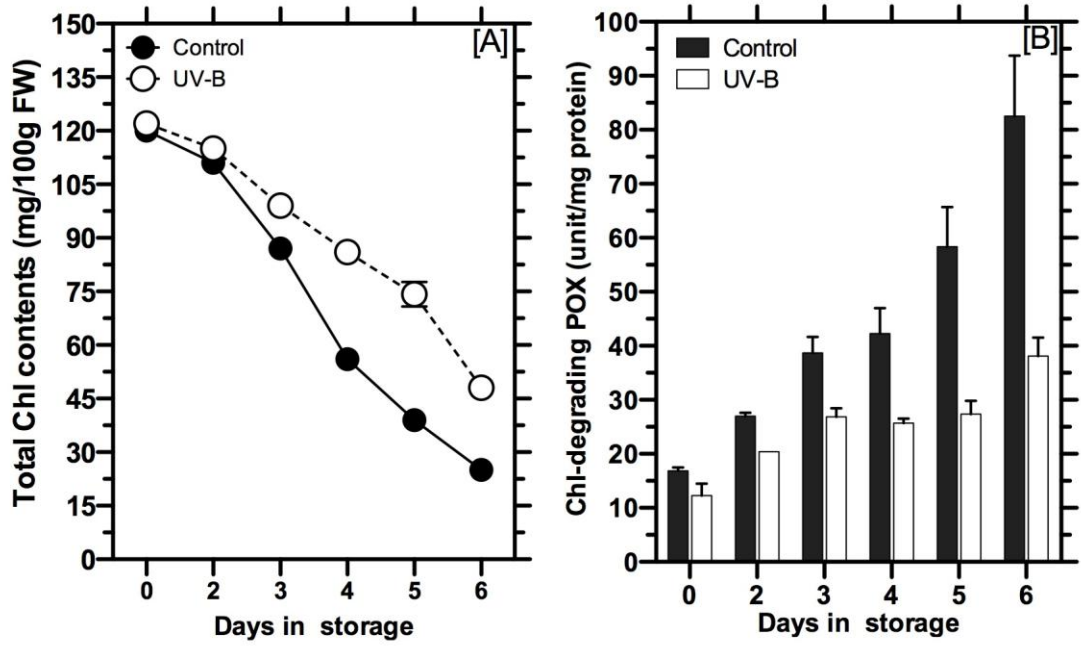 Total Chl contents (mg/100g FW)
150
135
120
105
90
75
60
45
30
15
0
Control
UV-B
[A]
0 2 3 4 5 6
Days in storage
Chl-degrading POX (unit/mg protein)
100
90
80
70
60
50
40
30
20
10
0
Control
UV-B
[B]
0 2 3 4 5 6
Days in storage